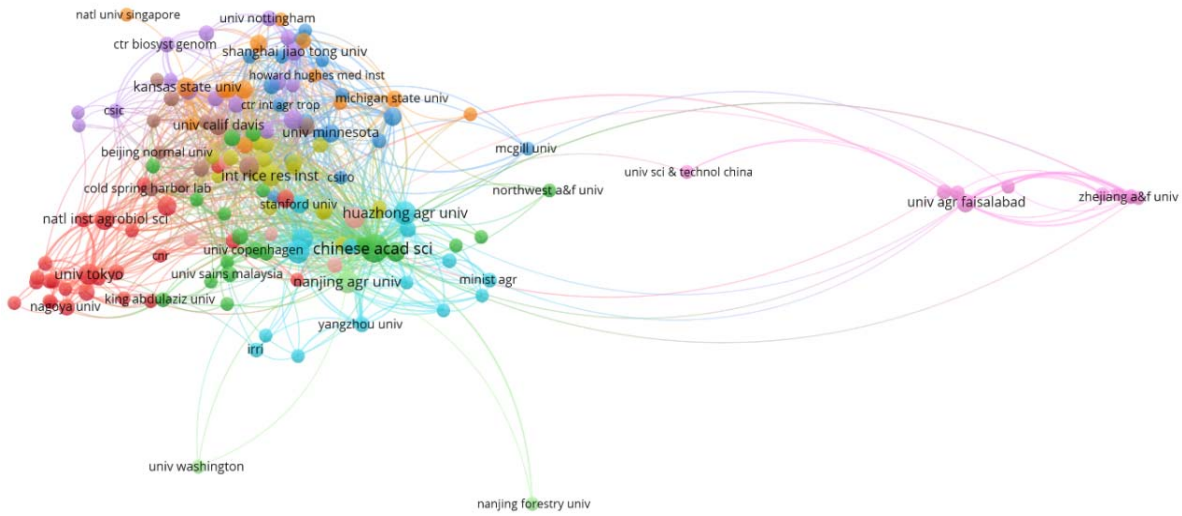 natl univ singapore
univ nottingham
ctr biosyst genom
shanghai jiao tong univ
howard hughes med inst
kansas state univ
michigan state univ
ctr int agr trop
csic
univ calif davis
univ minnesota
mcgill univ
beijing normal univ
univ sci & technol china
int rice res inst
csiro
cold spring harbor lab
northwest a&f univ
zhejiang a&f univ
stanford univ
univ agr faisalabad
huazhong agr univ
natl inst agrobiol sci
chinese acad sci
univ copenhagen
cnr
univ tokyo
univ sains malaysia
nanjing agr univ
minist agr
king abdulaziz univ
nagoya univ
yangzhou univ
irri
univ washington
nanjing forestry univ